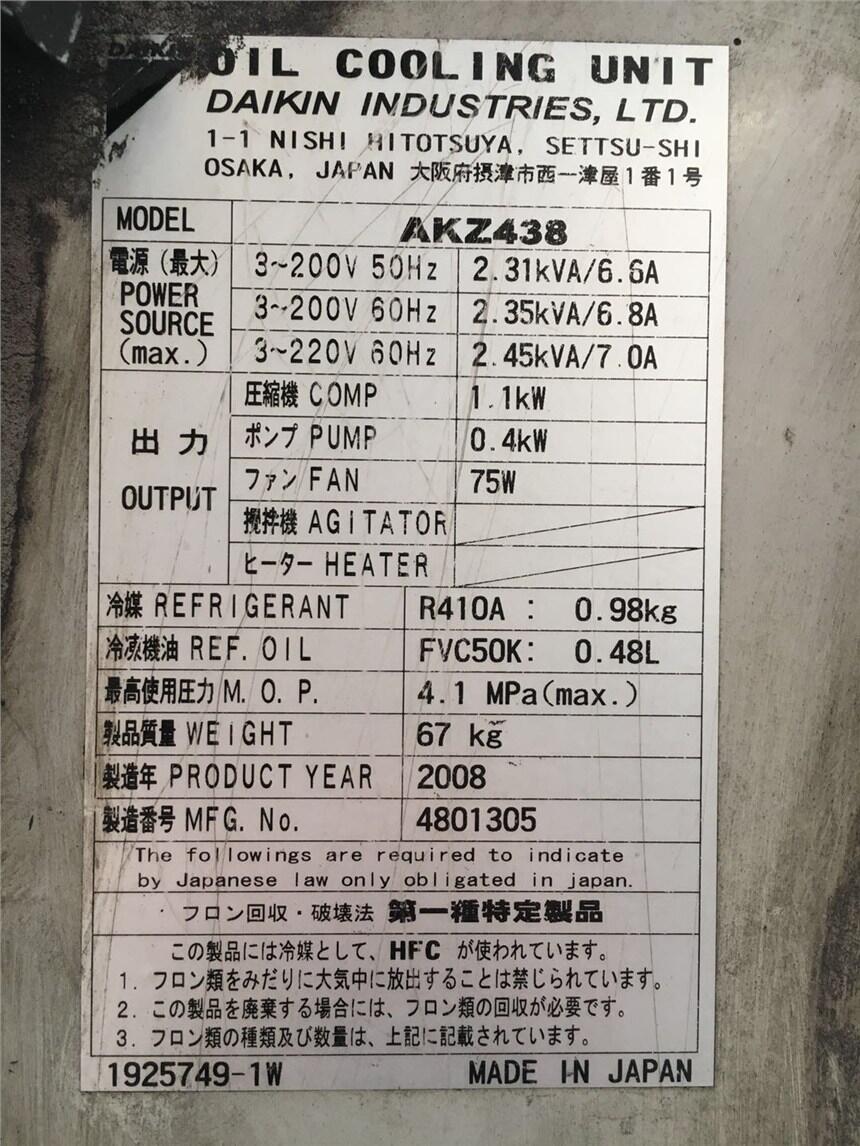 DAIKIN
OIL COOLING UNIT
DAIKIN INDUSTRIES, LTD.
1-1 NISHI HITOTSUYA, SETTSU-SHI
OSAKA, JAPAN 大阪府摂津市西一津屋1番1号
MODEL AKZ438
電源(最大) 3~200V 50Hz 2.31kVA/6.6A
POWER SOURCE (max.) 3~200V 60Hz 2.35kVA/6.8A
3~220V 60Hz 2.45kVA/7.0A
出力 OUTPUT
圧縮機 COMP 1.1kW
ポンプ PUMP 0.4kW
ファン FAN 75W
攪拌機 AGITATOR
ヒーター HEATER
冷媒 REFRIGERANT R410A : 0.98kg
冷凍機油 REF. OIL FVC50K: 0.48L
最高使用圧力 M. O. P. 4.1 MPa(max.)
製品質量 WEIGHT 67 kg
製造年 PRODUCT YEAR 2008
製造番号 MFG. No. 4801305
The followings are required to indicate
by Japanese law only obligated in japan.
フロン回収・破壊法 第一種特定製品
この製品には冷媒として、HFC が使われています。
1. フロン類をみだりに大気中に放出することは禁じられています。
2. この製品を廃棄する場合には、フロン類の回収が必要です。
3. フロン類の種類及び数量は、上記に記載されています。
1925749-1W MADE IN JAPAN